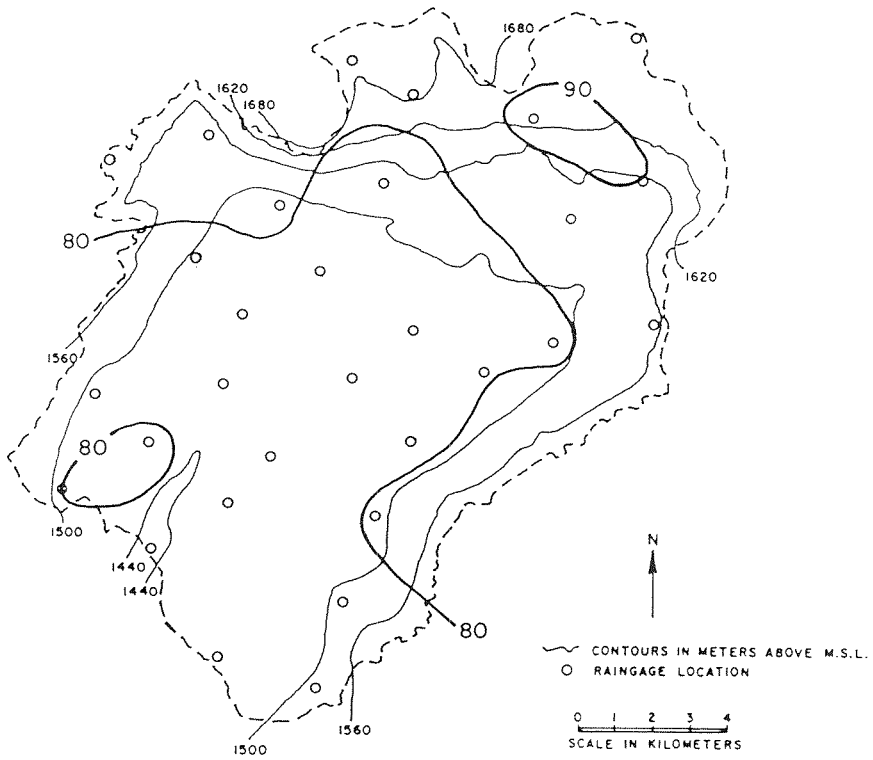 1680
1620
1680
90
80
1620
1560
80
1500
1440
1440
80
N
CONTOURS IN METERS ABOVE M.S.L.
RAINGAGE LOCATION
1560
1500
0 1 2 3 4
SCALE IN KILOMETERS